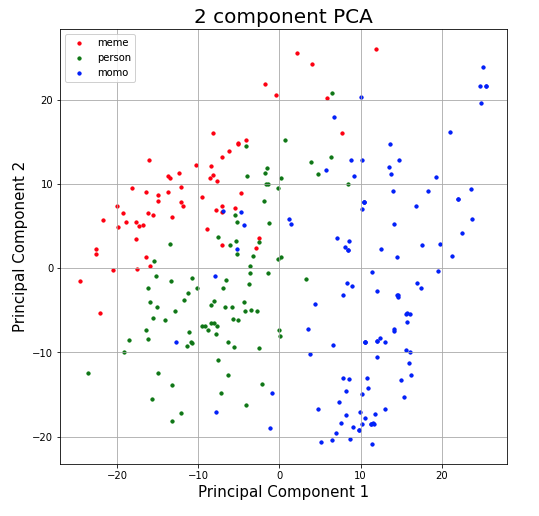 2 component PCA
meme
person
momo
20
10
0
−10
−20
Principal Component 2
−20
−10
0
10
20
Principal Component 1